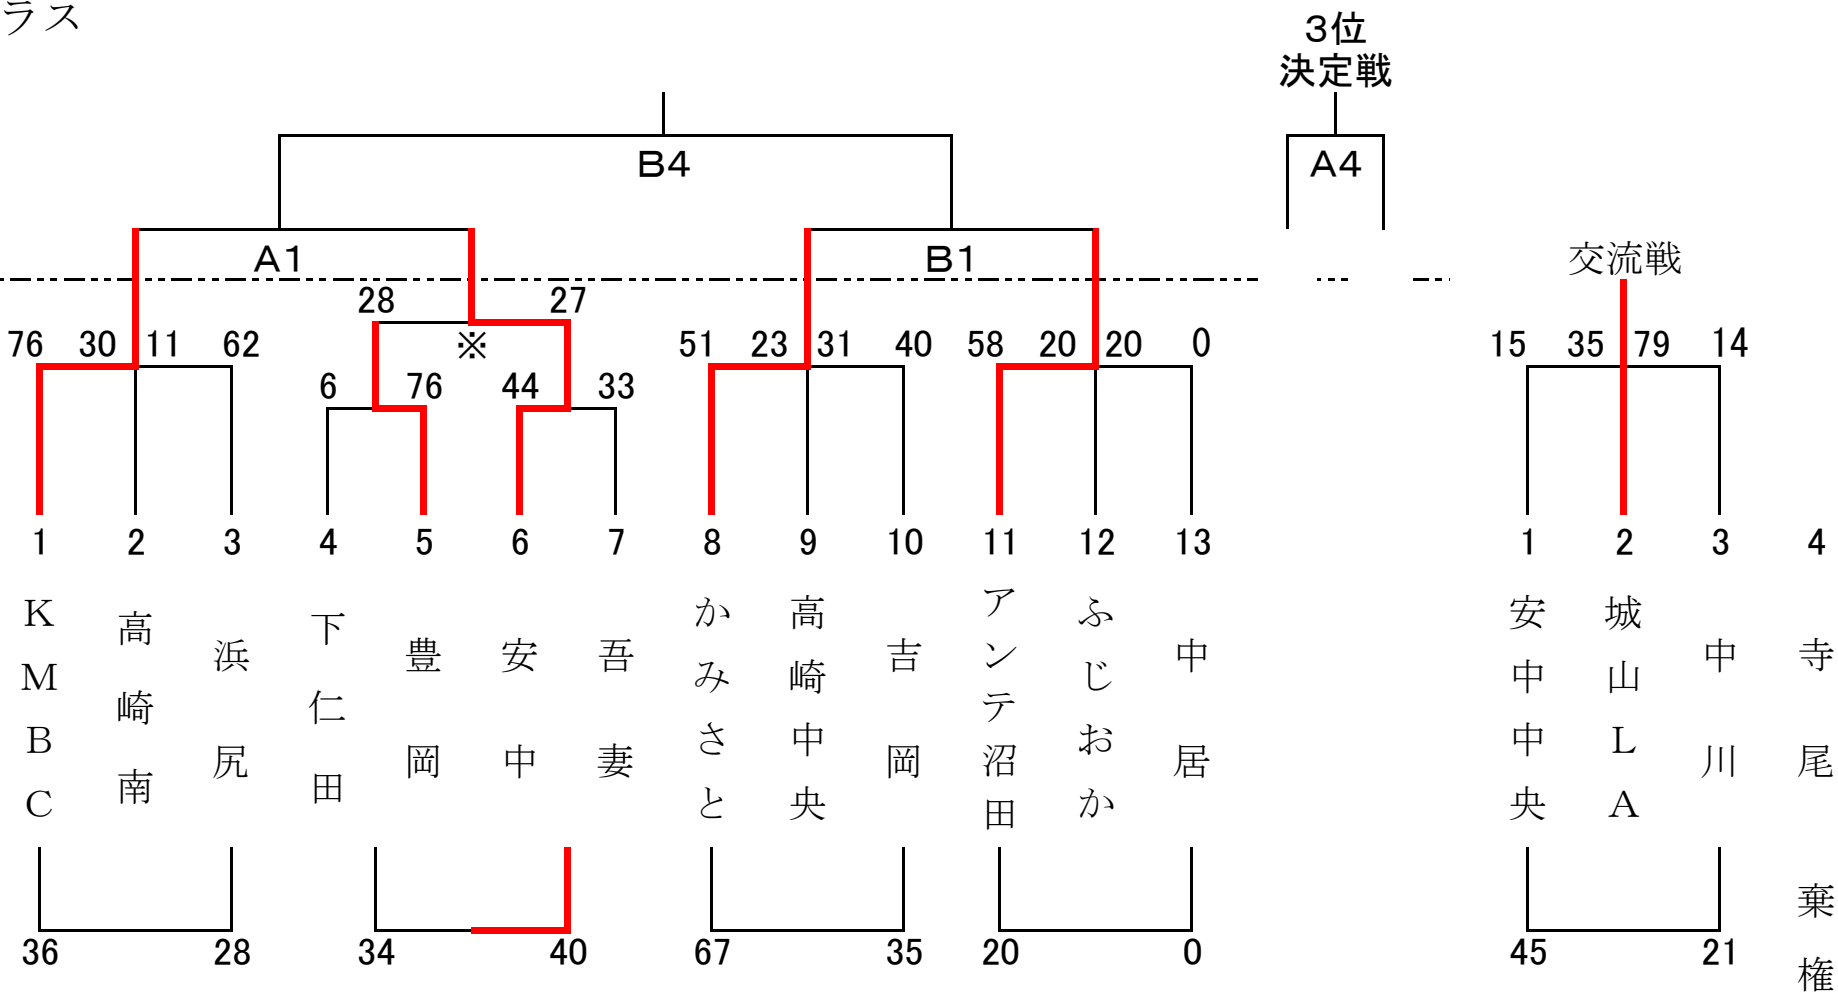 ラス
3位
決定戦
B4
A4
A1
B1
交流戦
28 27
76 30 11 62
※
51 23 31 40
58 20 20 0
15 35 79 14
6 76 44 33
1 2 3 4 5 6 7 8 9 10 11 12 13
1 2 3 4
KMBC
高崎南
浜尻
下仁田
豊岡
安中
吾妻
かみさと
高崎中央
吉岡
アンテ沼田
ふじおか
中居
安中中央
城山LA
中川
寺尾
棄権
36 28
34 40
67 35
20 0
45 21